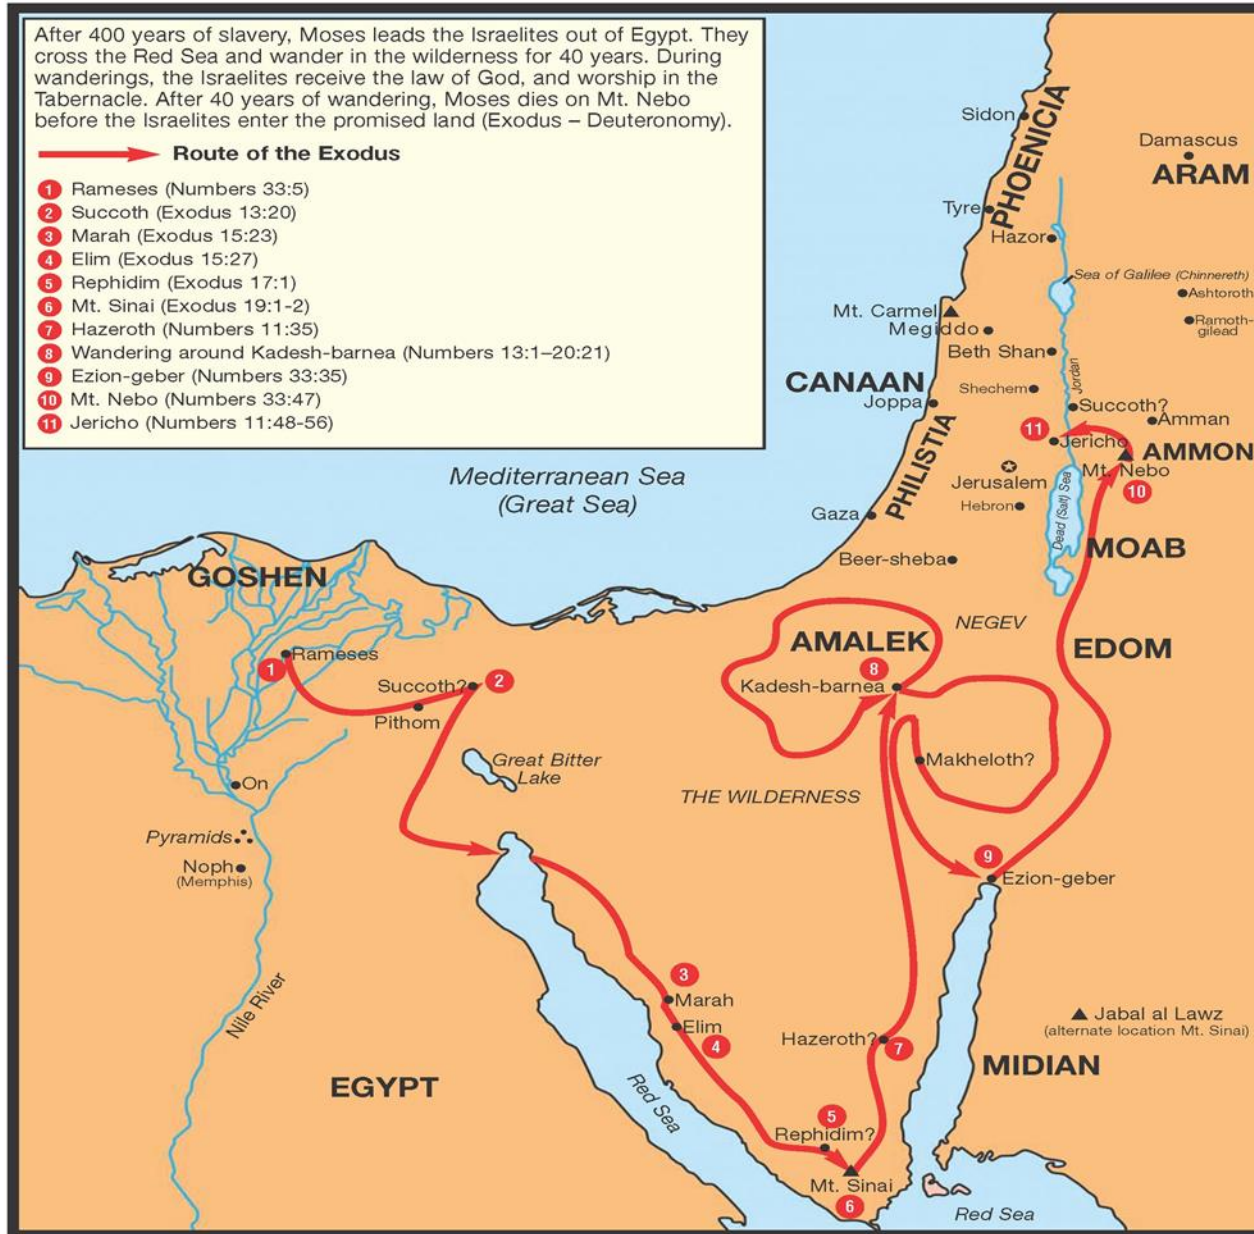 After 400 years of slavery, Moses leads the Israelites out of Egypt. They
cross the Red Sea and wander in the wilderness for 40 years. During
wanderings, the Israelites receive the law of God, and worship in the
Tabernacle. After 40 years of wandering, Moses dies on Mt. Nebo
before the Israelites enter the promised land (Exodus – Deuteronomy).
Route of the Exodus
1 Rameses (Numbers 33:5)
2 Succoth (Exodus 13:20)
3 Marah (Exodus 15:23)
4 Elim (Exodus 15:27)
5 Rephidim (Exodus 17:1)
6 Mt. Sinai (Exodus 19:1-2)
7 Hazeroth (Numbers 11:35)
8 Wandering around Kadesh-barnea (Numbers 13:1–20:21)
9 Ezion-geber (Numbers 33:35)
10 Mt. Nebo (Numbers 33:47)
11 Jericho (Numbers 11:48-56)
Sidon
PHOENICIA
Damascus
ARAM
Tyre
Hazor
Sea of Galilee (Chinnereth)
Ashtoroth
Ramoth-
gilead
Mt. Carmel
Megiddo
Beth Shan
CANAAN
Shechem
Jordan
Joppa
Succoth?
Amman
PHILISTIA
11
Jericho
AMMON
Mt. Nebo
10
Jerusalem
Hebron
Dead (Salt) Sea
Mediterranean Sea
(Great Sea)
Gaza
MOAB
Beer-sheba
GOSHEN
NEGEV
AMALEK
EDOM
8
Kadesh-barnea
Rameses
1
Succoth?
2
Pithom
Great Bitter
Lake
Makheloth?
On
THE WILDERNESS
Pyramids
Noph
(Memphis)
9
Ezion-geber
Nile River
3
Marah
Elim
4
Hazeroth?
7
Jabal al Lawz
(alternate location Mt. Sinai)
MIDIAN
EGYPT
Red Sea
5
Rephidim?
Mt. Sinai
6
Red Sea